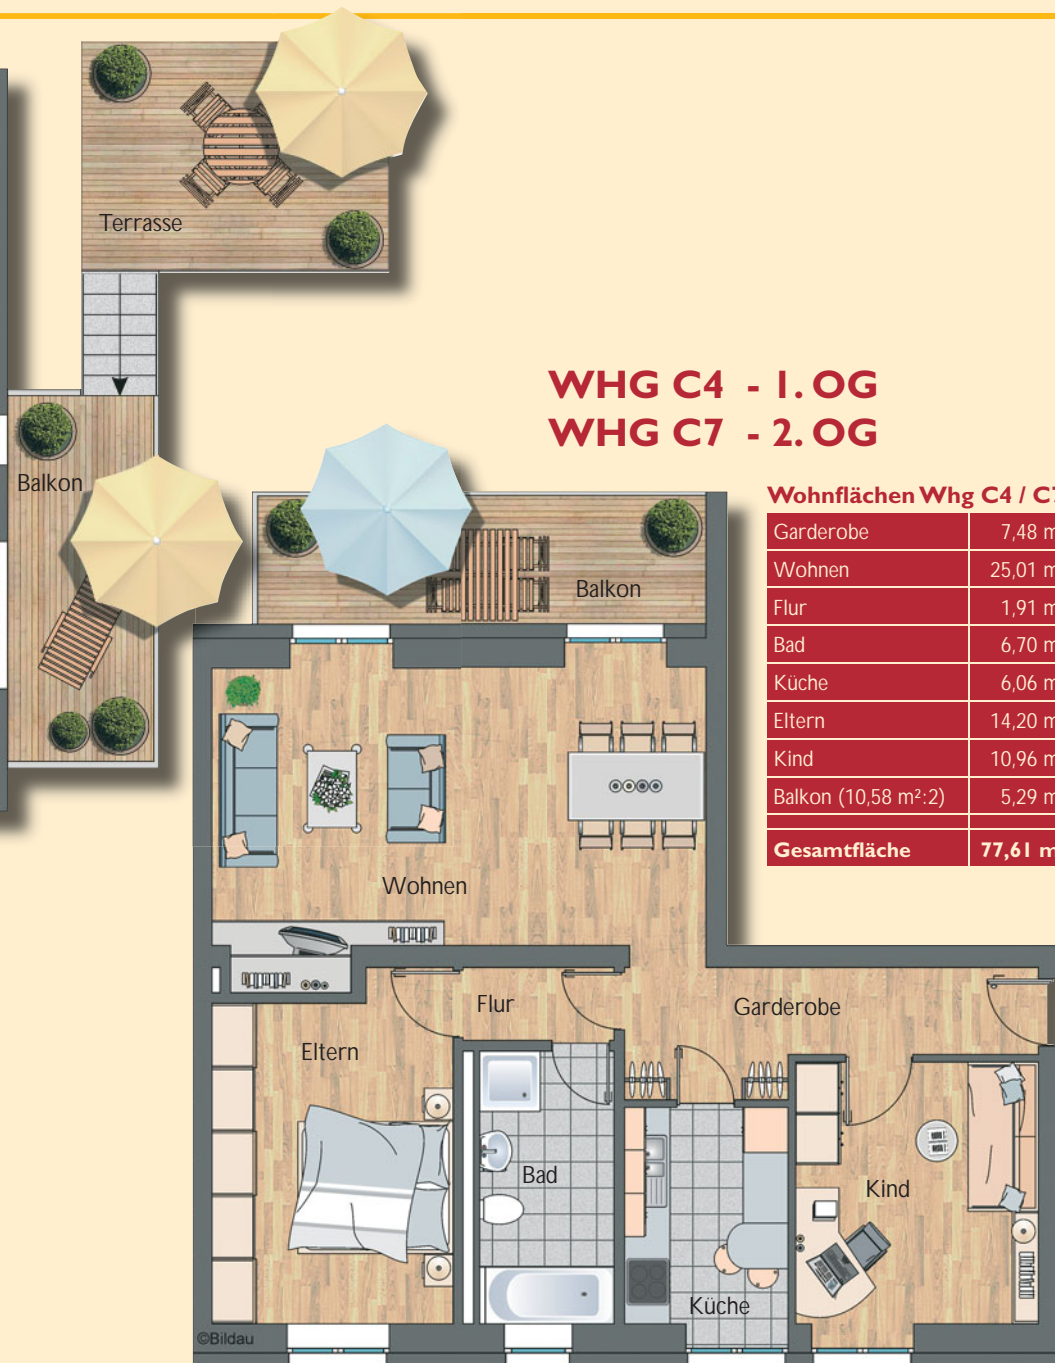 Terrasse
WHG C4 - 1. OG
WHG C7 - 2. OG
Balkon
Wohnflächen Whg C4 / C7
Garderobe 7,48 m
Wohnen 25,01 m
Flur 1,91 m
Bad 6,70 m
Küche 6,06 m
Eltern 14,20 m
Kind 10,96 m
Balkon (10,58 m²:2) 5,29 m
Gesamtfläche 77,61 m
Balkon
Wohnen
Flur
Garderobe
Eltern
Bad
Kind
Küche
©Bildau